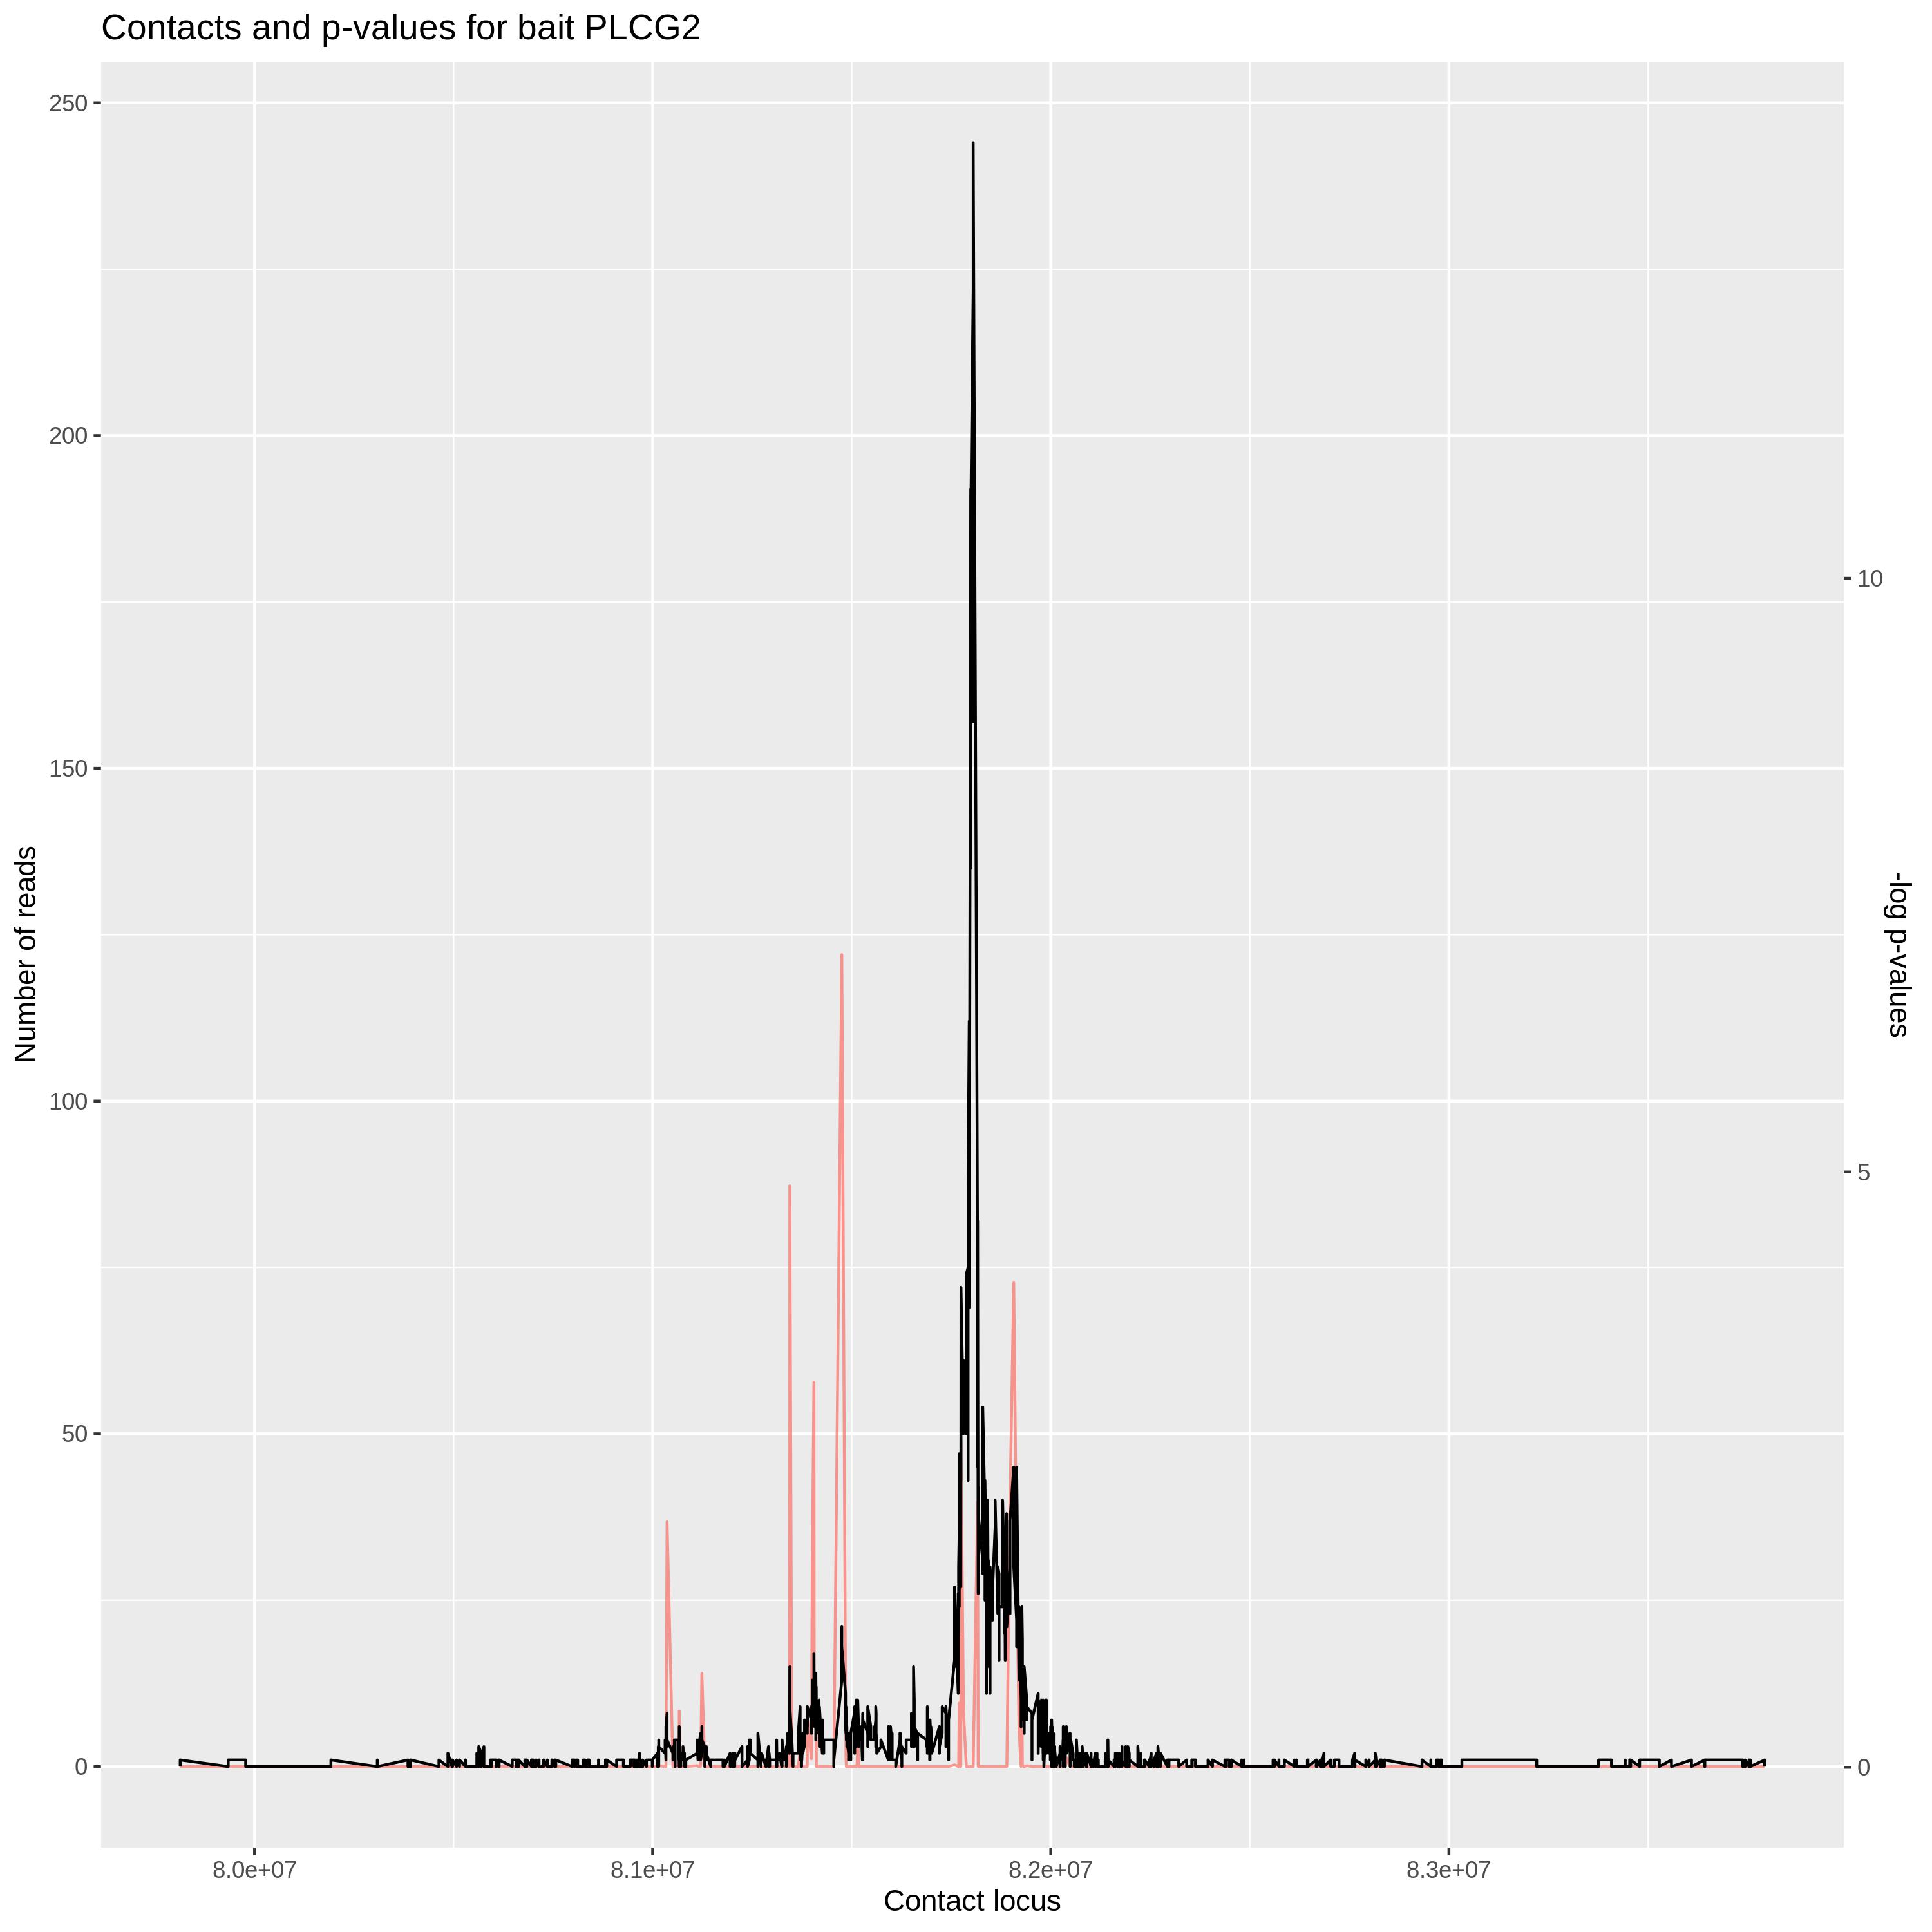 Contacts and p-values for bait PLCG2
250
200
150
100
50
0
Number of reads
10
5
0
-log p-values
8.0e+07
8.1e+07
8.2e+07
8.3e+07
Contact locus